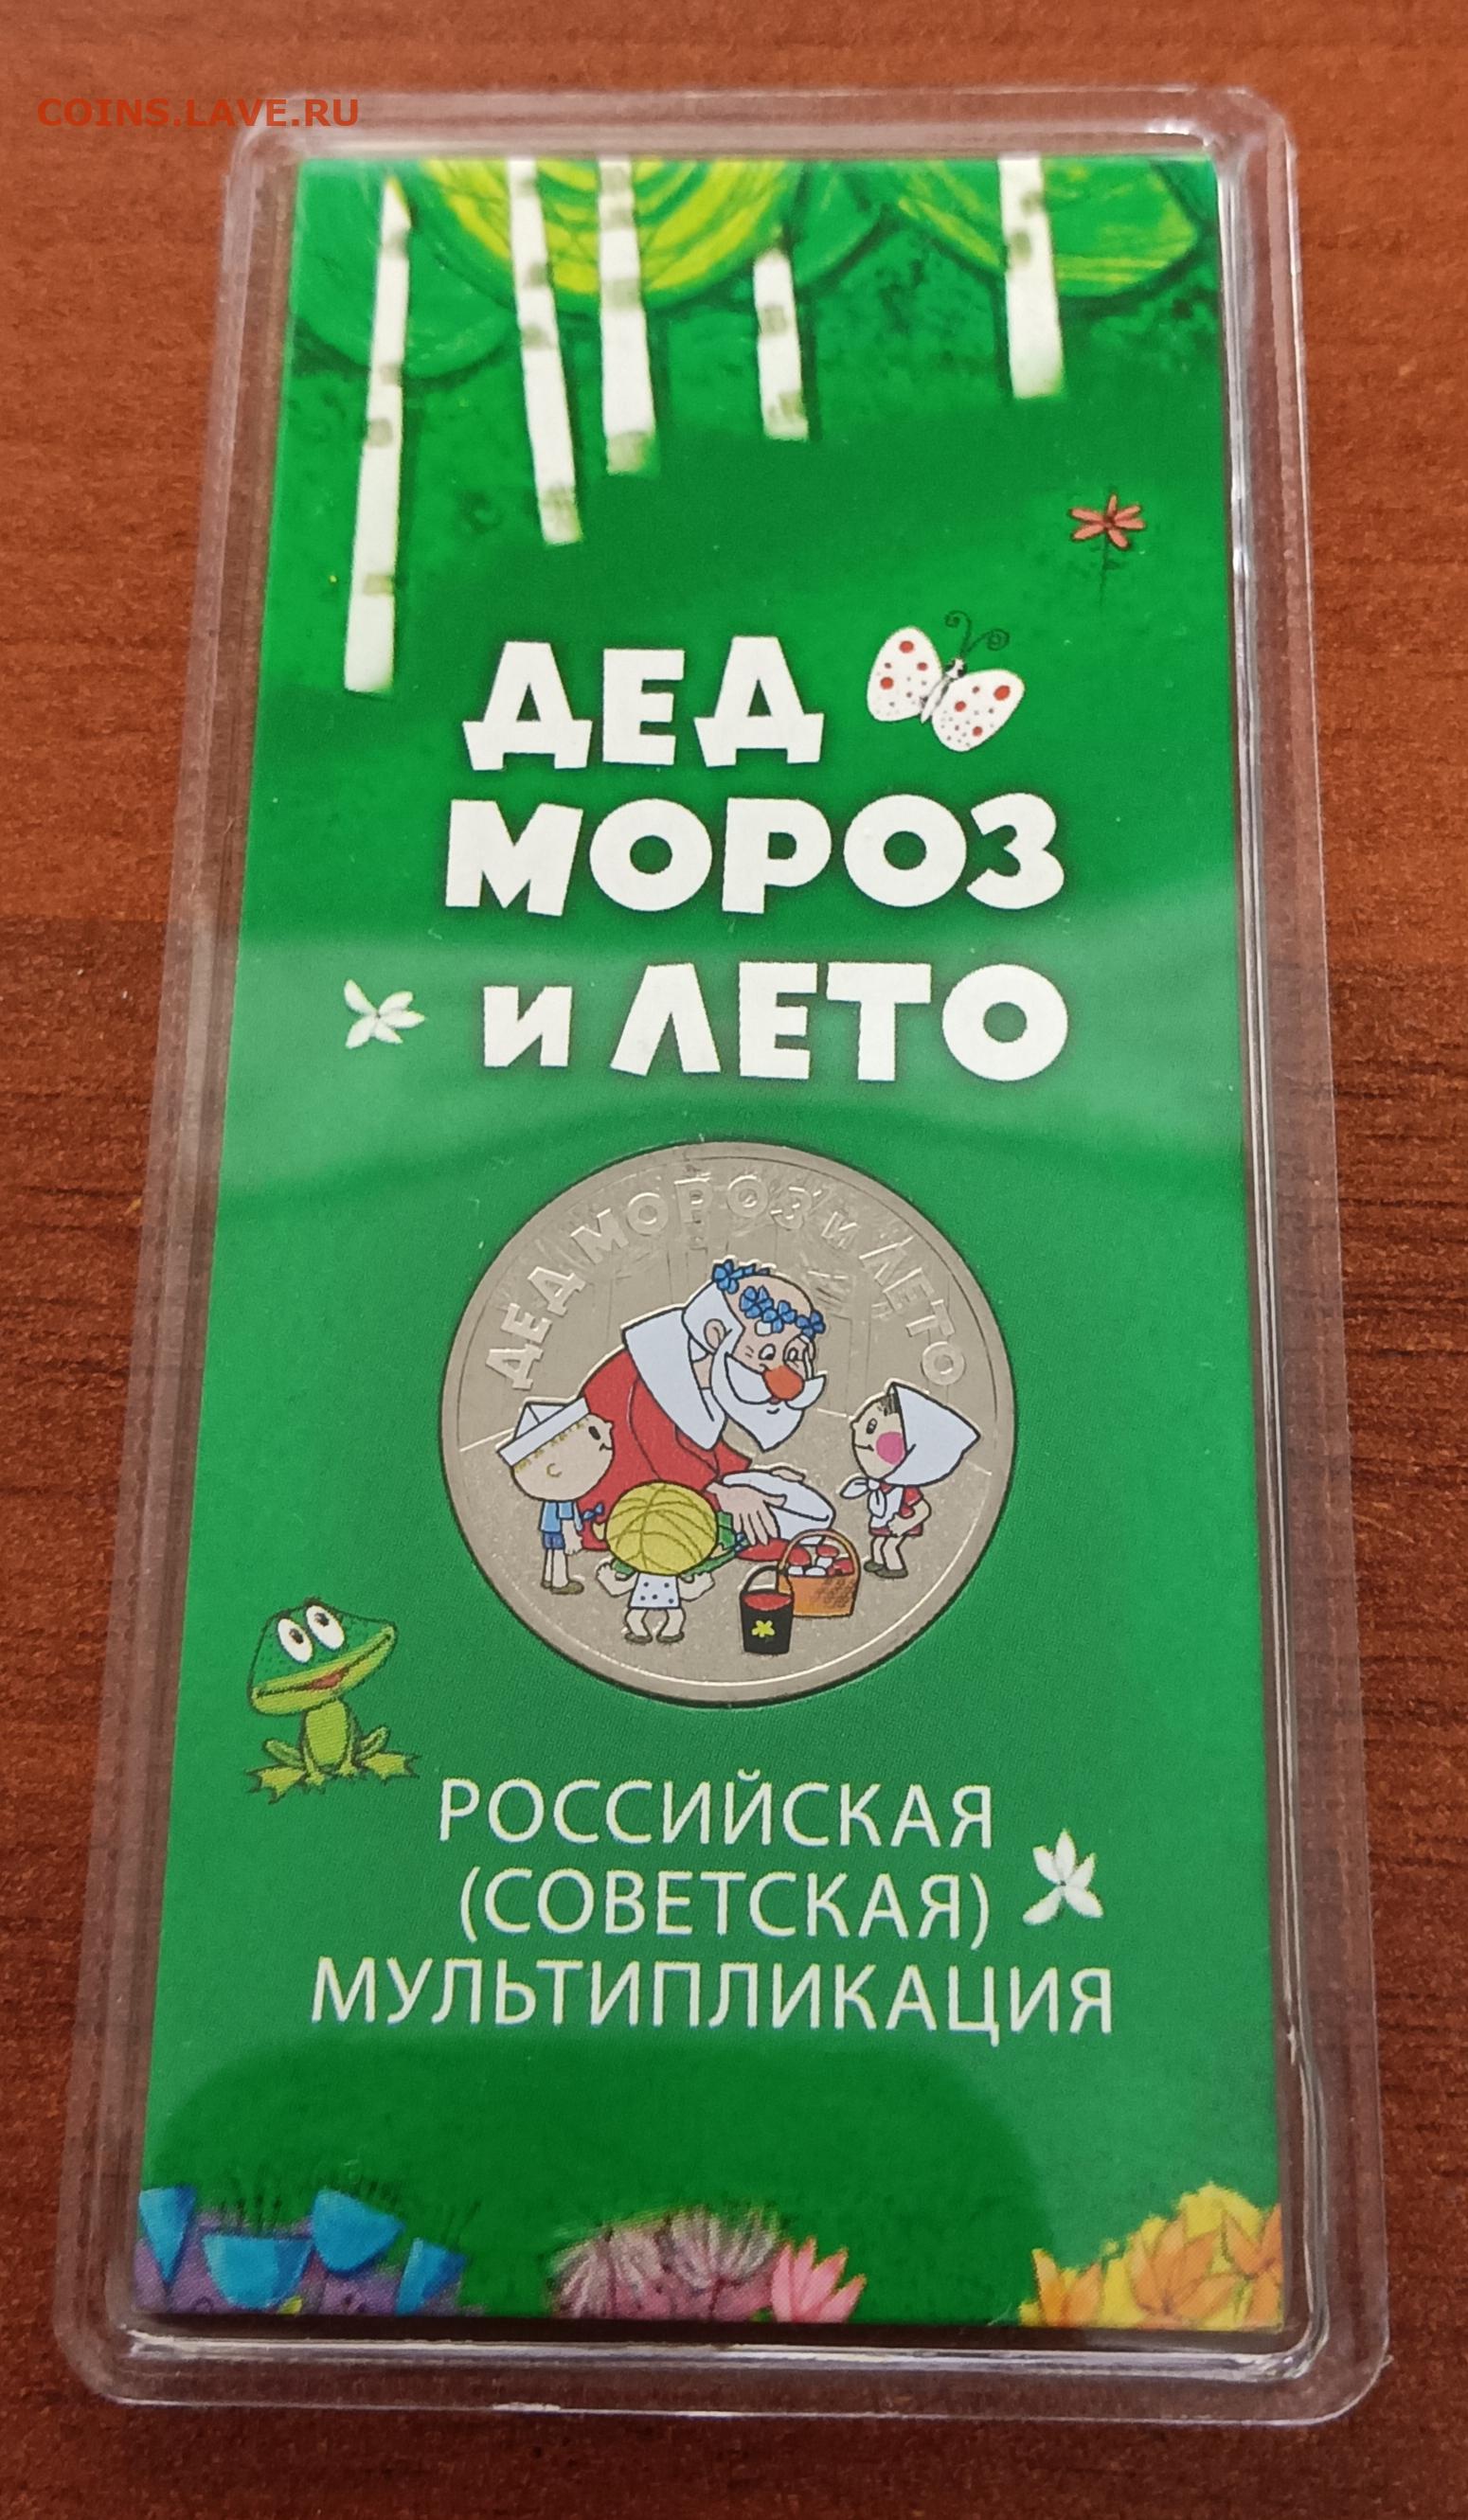 COINS.LAVE.RU
ДЕД
МОРОЗ
и ЛЕТО
ДЕД МОРОЗ и ЛЕТО
РОССИЙСКАЯ
(СОВЕТСКАЯ)
МУЛЬТИПЛИКАЦИЯ